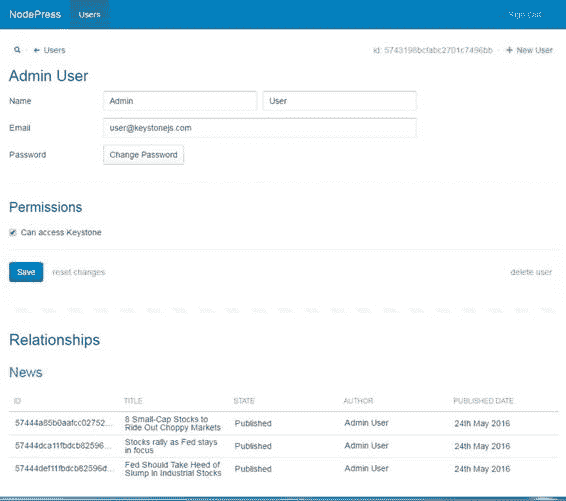 NodePress Users Sign Out
← Users + New User
Admin User
Name Admin User
Email user@keystonejs.com
Password Change Password
Permissions
Can access Keystone
Save reset changes delete user
Relationships
News
ID TITLE STATE AUTHOR PUBLISHED DATE
57444a85b0aafcc02752... 8 Small-Cap Stocks to
Ride Out Choppy Markets Published Admin User 24th May 2016
57444dca11fbdcb82596... Stocks rally as Fed stays
in focus Published Admin User 24th May 2016
57444def11fbdcb82596d... Fed Should Take Heed of
Slump in Industrial Stocks Published Admin User 24th May 2016